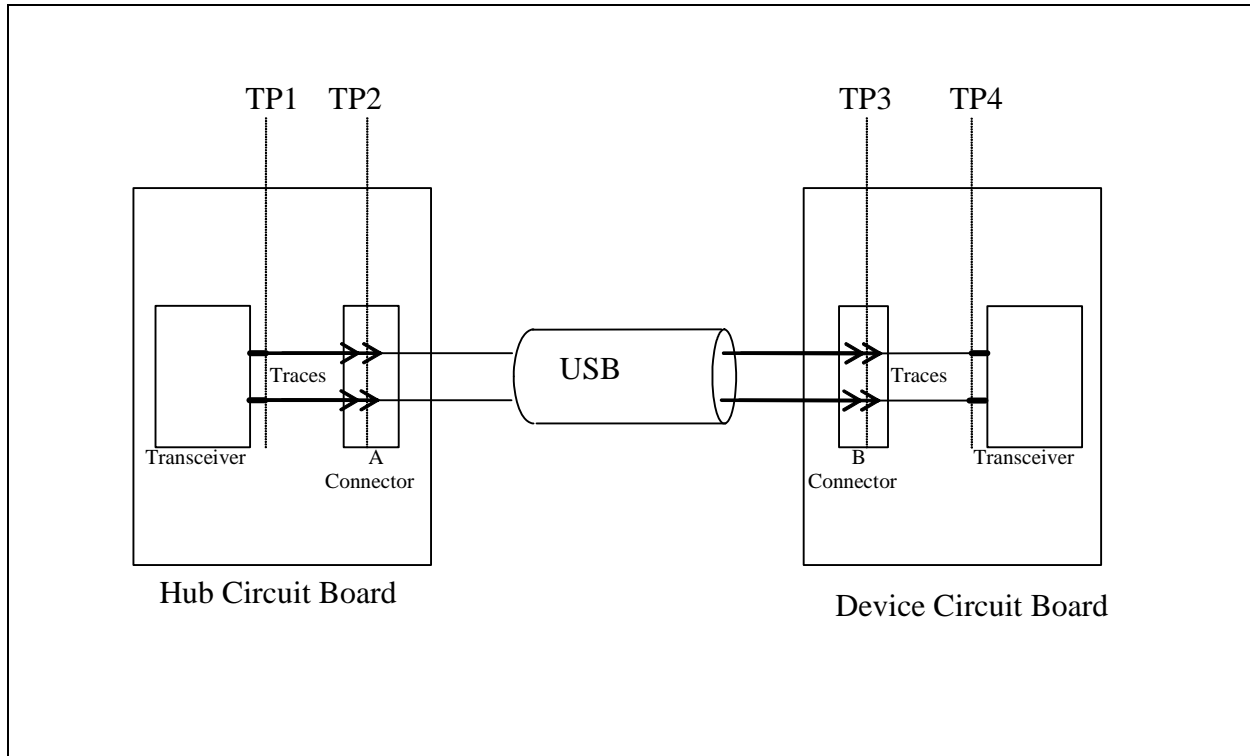 TP1 TP2 TP3 TP4
USB
Traces Traces
Transceiver A B Transceiver
Connector Connector
Hub Circuit Board
Device Circuit Board